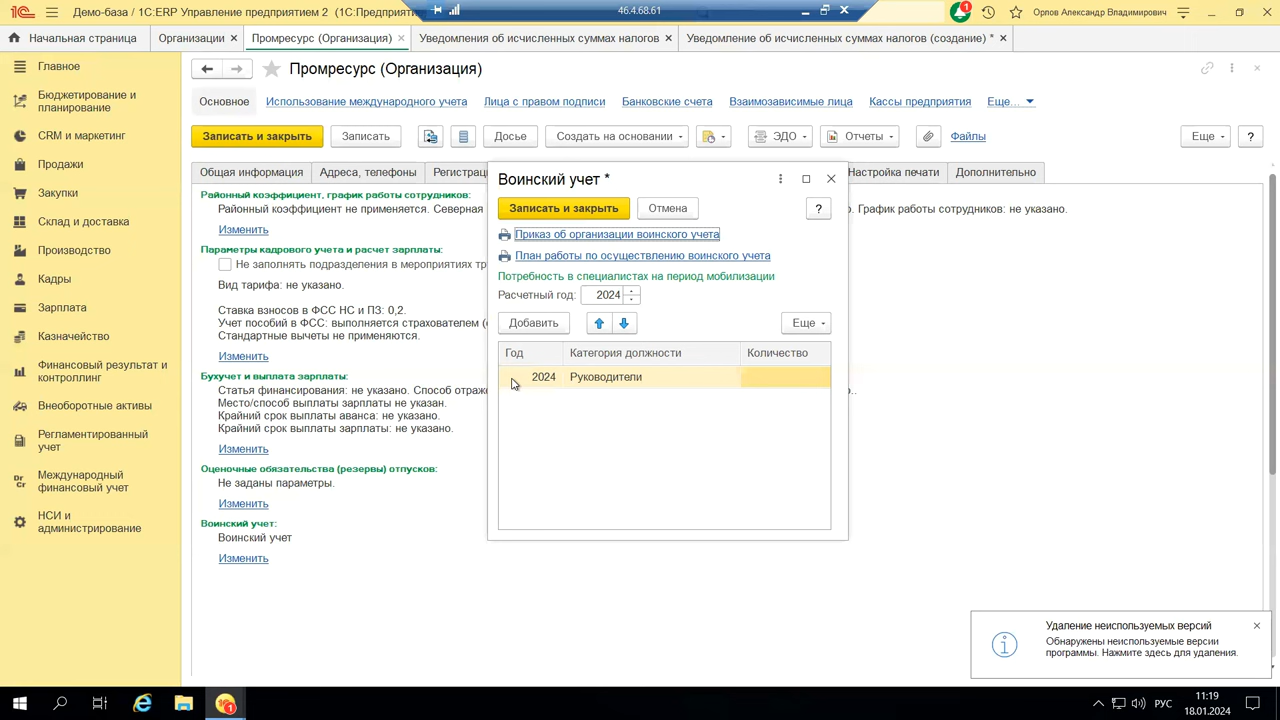 Демо-база / 1С:ERP Управление предприятием 2 (1С:Предприятие
46.4.68.61
1
Орлов Александр Владимирович
Начальная страница
Организации
Промресурс (Организация)
Уведомления об исчисленных суммах налогов
Уведомление об исчисленных суммах налогов (создание) *
Главное
Бюджетирование и
планирование
CRM и маркетинг
Продажи
Закупки
Склад и доставка
Производство
Кадры
Зарплата
Казначейство
Финансовый результат и
контроллинг
Внеоборотные активы
Регламентированный
учет
Международный
финансовый учет
НСИ и
администрирование
Промресурс (Организация)
Основное
Использование международного учета
Лица с правом подписи
Банковские счета
Взаимозависимые лица
Кассы предприятия
Еще...
Записать и закрыть
Записать
Досье
Создать на основании
ЭДО
Отчеты
Файлы
Еще
?
Общая информация
Адреса, телефоны
Регистрац
Настройка печати
Дополнительно
Районный коэффициент, график работы сотрудников:
Районный коэффициент не применяется. Северная
. График работы сотрудников: не указано.
Изменить
Параметры кадрового учета и расчет зарплаты:
Не заполнять подразделения в мероприятиях тр
Вид тарифа: не указано.
Ставка взносов в ФСС НС и ПЗ: 0,2.
Учет пособий в ФСС: выполняется страхователем (
Стандартные вычеты не применяются.
Изменить
Бухучет и выплата зарплаты:
Статья финансирования: не указано. Способ отраже
..
Место/способ выплаты зарплаты не указан.
Крайний срок выплаты аванса: не указано.
Крайний срок выплаты зарплаты: не указано.
Изменить
Оценочные обязательства (резервы) отпусков:
Не заданы параметры.
Изменить
Воинский учет:
Воинский учет
Изменить
Воинский учет *
Записать и закрыть
Отмена
?
Приказ об организации воинского учета
План работы по осуществлению воинского учета
Потребность в специалистах на период мобилизации
Расчетный год: 2024
Добавить
Еще
Год
Категория должности
Количество
2024
Руководители
Удаление неиспользуемых версий
Обнаружены неиспользуемые версии
программы. Нажмите здесь для удаления.
1
РУС
11:19
18.01.2024